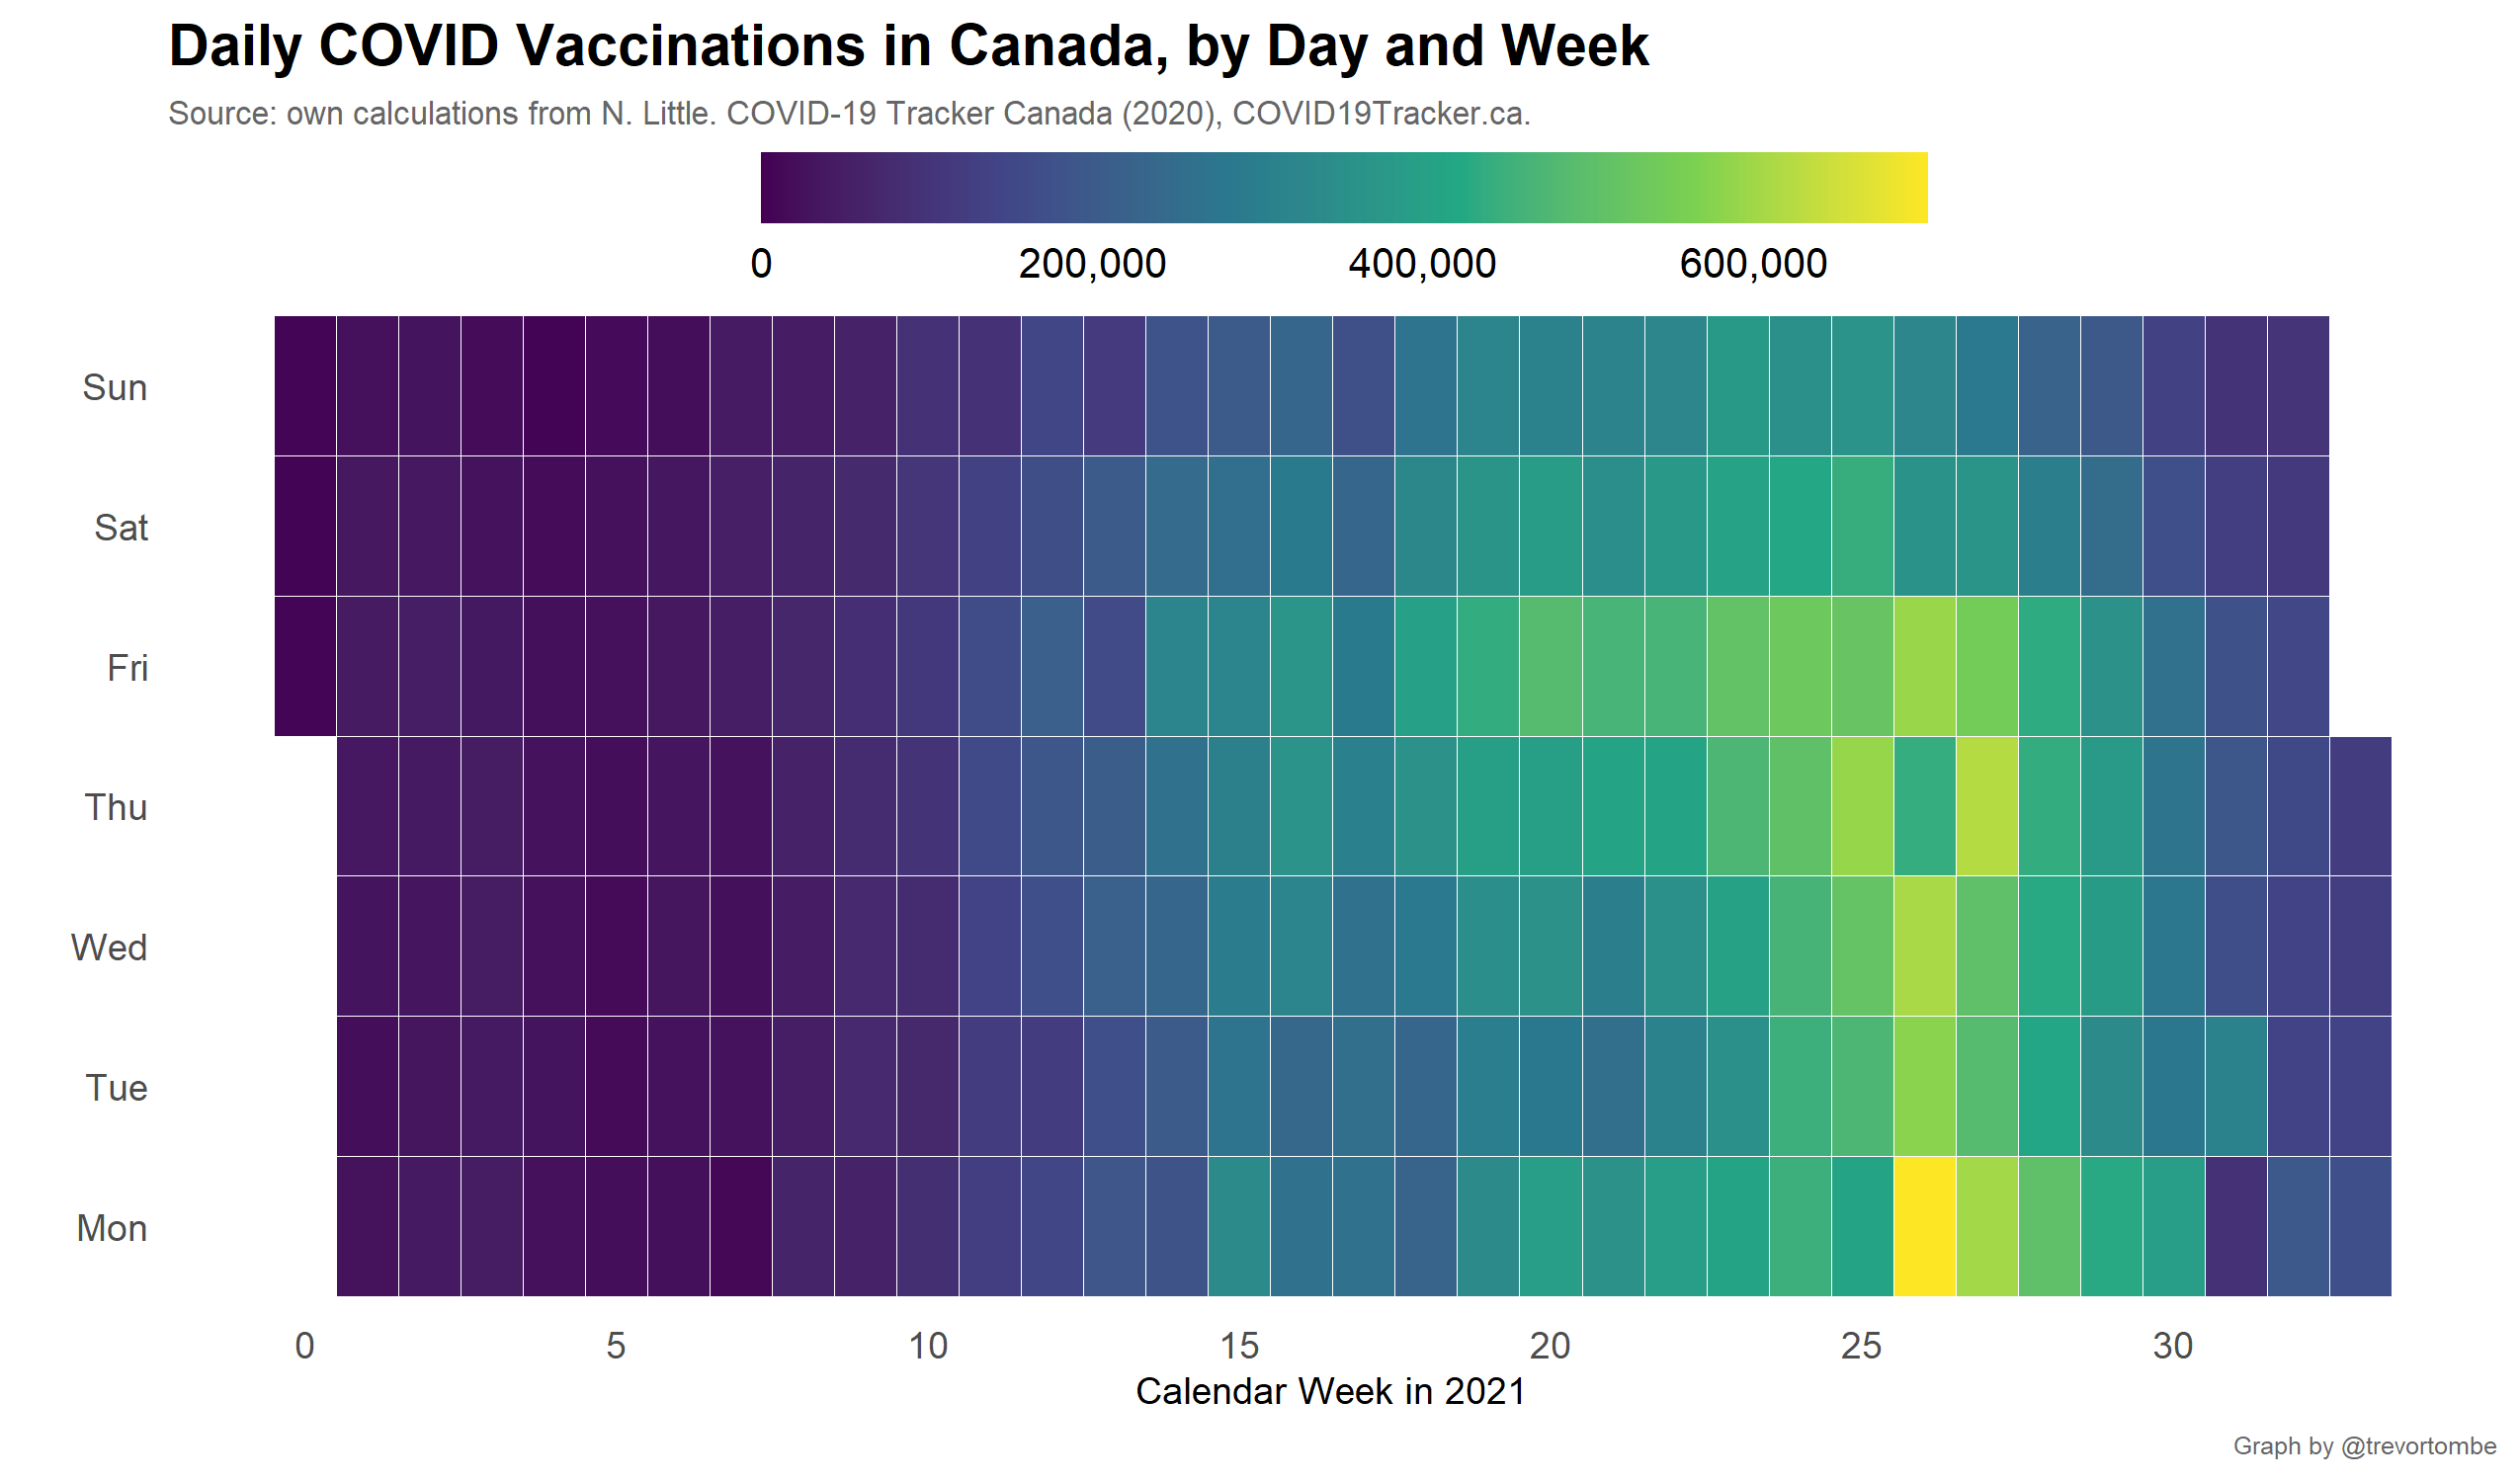 Daily COVID Vaccinations in Canada, by Day and Week
Source: own calculations from N. Little. COVID-19 Tracker Canada (2020), COVID19Tracker.ca.
0 200,000 400,000 600,000
Sun
Sat
Fri
Thu
Wed
Tue
Mon
0 5 10 15 20 25 30
Calendar Week in 2021
Graph by @trevortombe